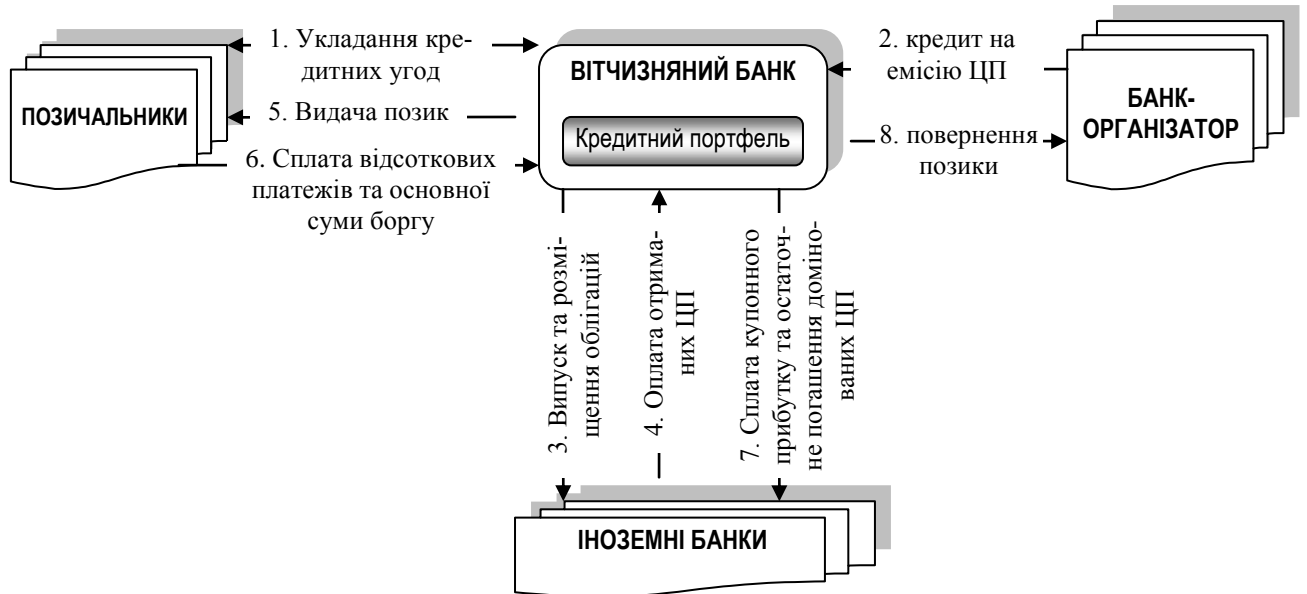 1. Укладання кре-
дитних угод
2. кредит на
емісію ЦП
ВІТЧИЗНЯНИЙ БАНК
Кредитний портфель
ПОЗИЧАЛЬНИКИ
БАНК-
ОРГАНІЗАТОР
5. Видача позик
8. повернення
позики
6. Сплата відсоткових
платежів та основної
суми боргу
3. Випуск та розмі-
щення облігацій
4. Оплата отрима-
них ЦП
7. Сплата купонного
прибутку та остаточ-
не погашення доміно-
ваних ЦП
ІНОЗЕМНІ БАНКИ